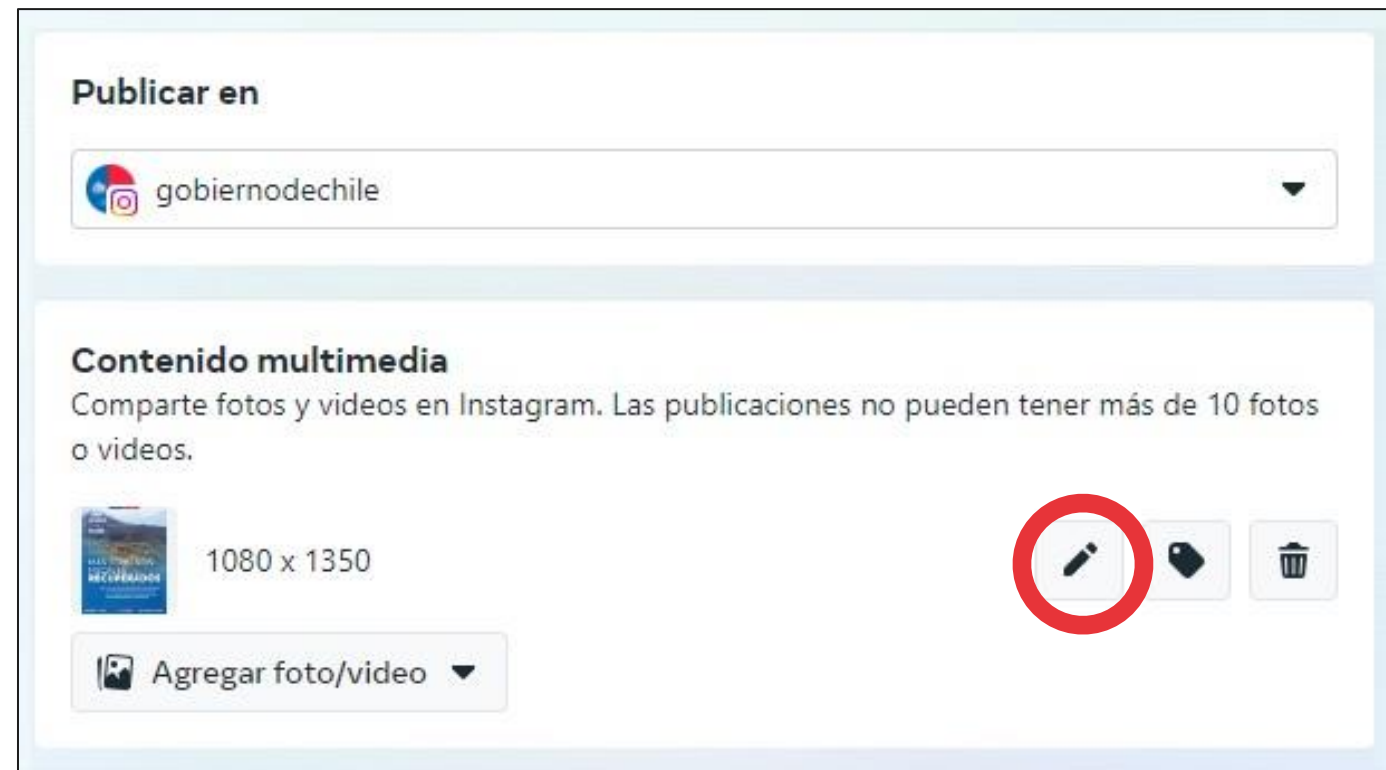 Publicar en
gobiernodechile
Contenido multimedia
Comparte fotos y videos en Instagram. Las publicaciones no pueden tener más de 10 fotos
o videos.
1080 x 1350
RECUPERADOS
Agregar foto/video